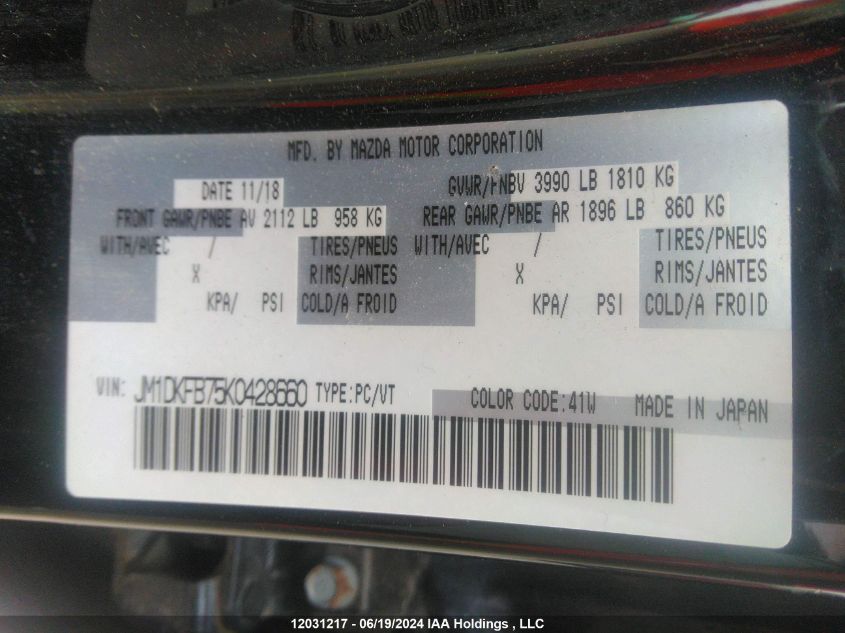 MFD. BY MAZDA MOTOR CORPORATION
DATE 11/18 GVWR/PNBV 3990 LB 1810 KG
FRONT GAWR/PNBE AV 2112 LB 958 KG REAR GAWR/PNBE AR 1896 LB 860 KG
WITH/AVEC / TIRES/PNEUS WITH/AVEC / TIRES/PNEUS
X RIMS/JANTES X RIMS/JANTES
KPA/ PSI COLD/A FROID KPA/ PSI COLD/A FROID
VIN: JM1DKFB75K0428660 TYPE:PC/VT COLOR CODE:41W MADE IN JAPAN
12031217 - 06/19/2024 IAA Holdings , LLC